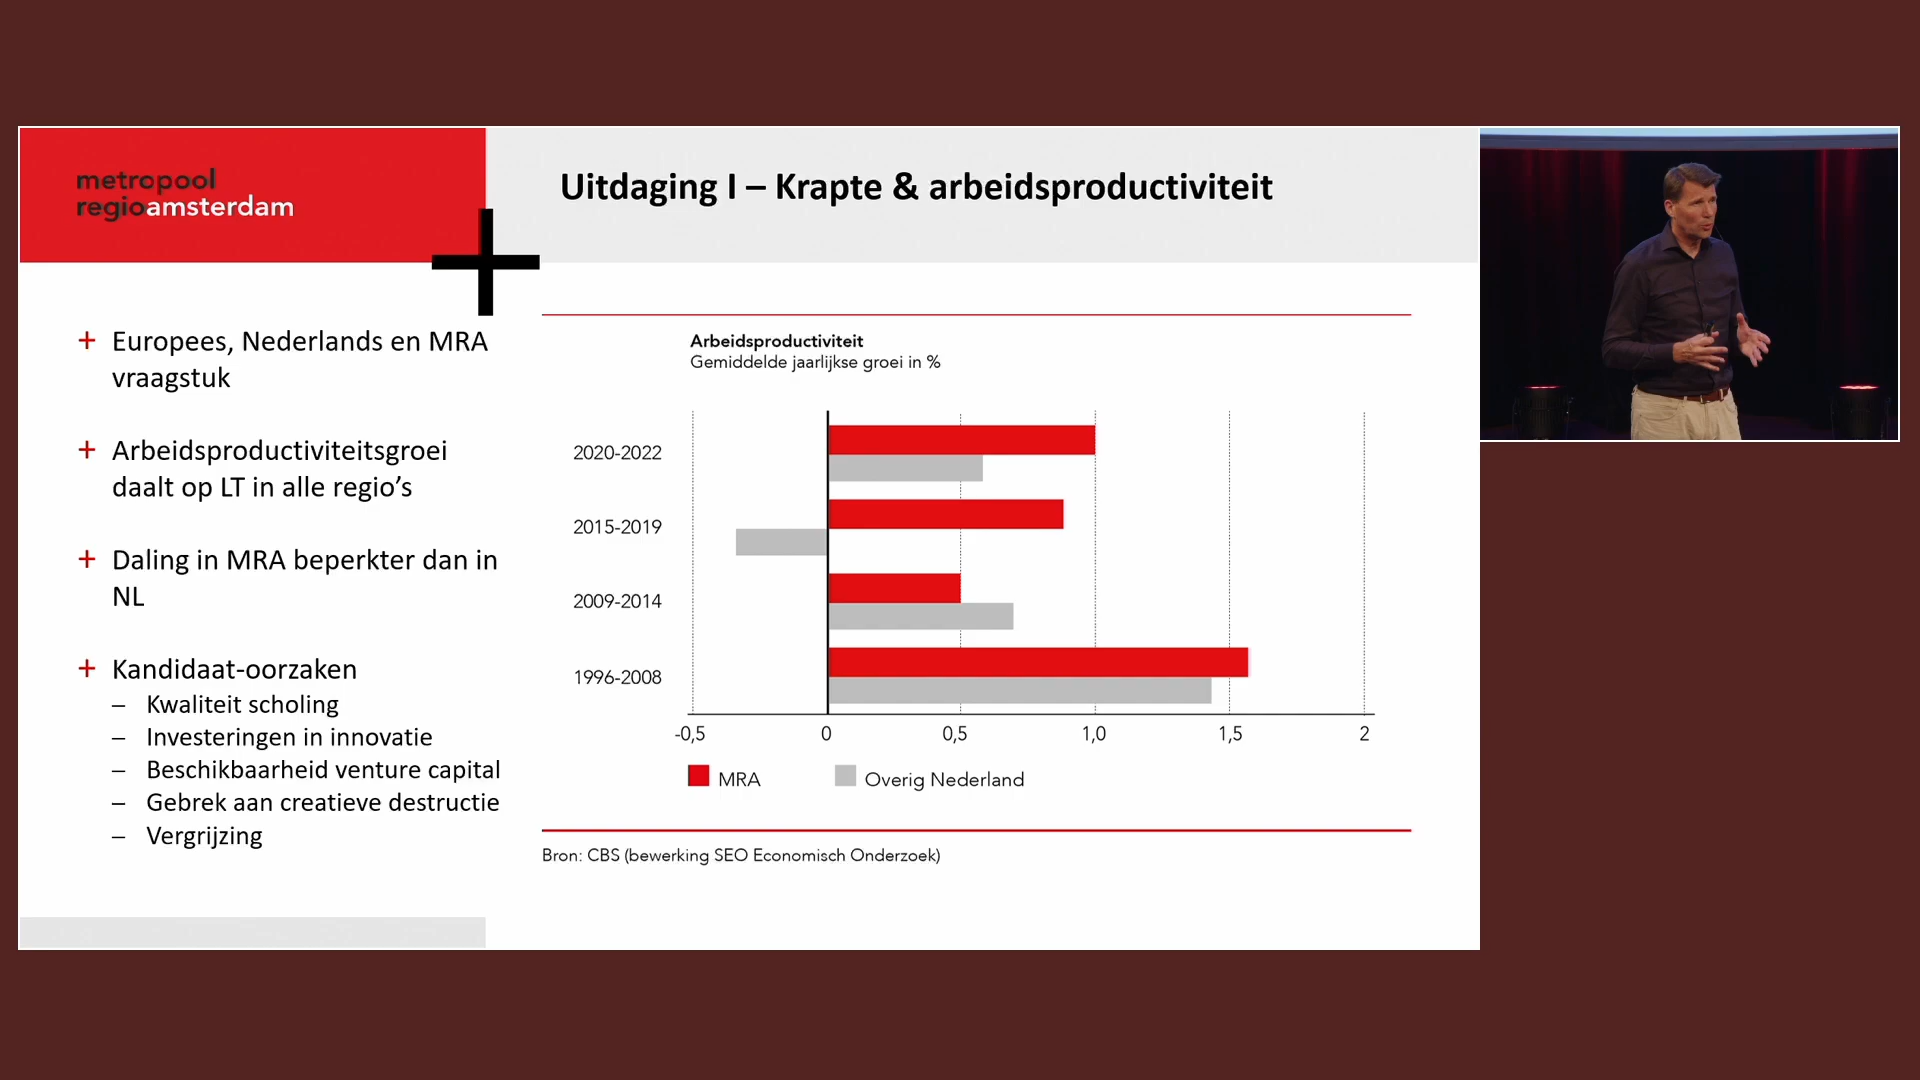 metropool
regioamsterdam
Uitdaging I – Krapte & arbeidsproductiviteit
+ Europees, Nederlands en MRA
vraagstuk
+ Arbeidsproductiviteitsgroei
daalt op LT in alle regio’s
+ Daling in MRA beperkter dan in
NL
+ Kandidaat-oorzaken
– Kwaliteit scholing
– Investeringen in innovatie
– Beschikbaarheid venture capital
– Gebrek aan creatieve destructie
– Vergrijzing
Arbeidsproductiviteit
Gemiddelde jaarlijkse groei in %
2020-2022
2015-2019
2009-2014
1996-2008
-0,5 0 0,5 1,0 1,5 2
MRA Overig Nederland
Bron: CBS (bewerking SEO Economisch Onderzoek)